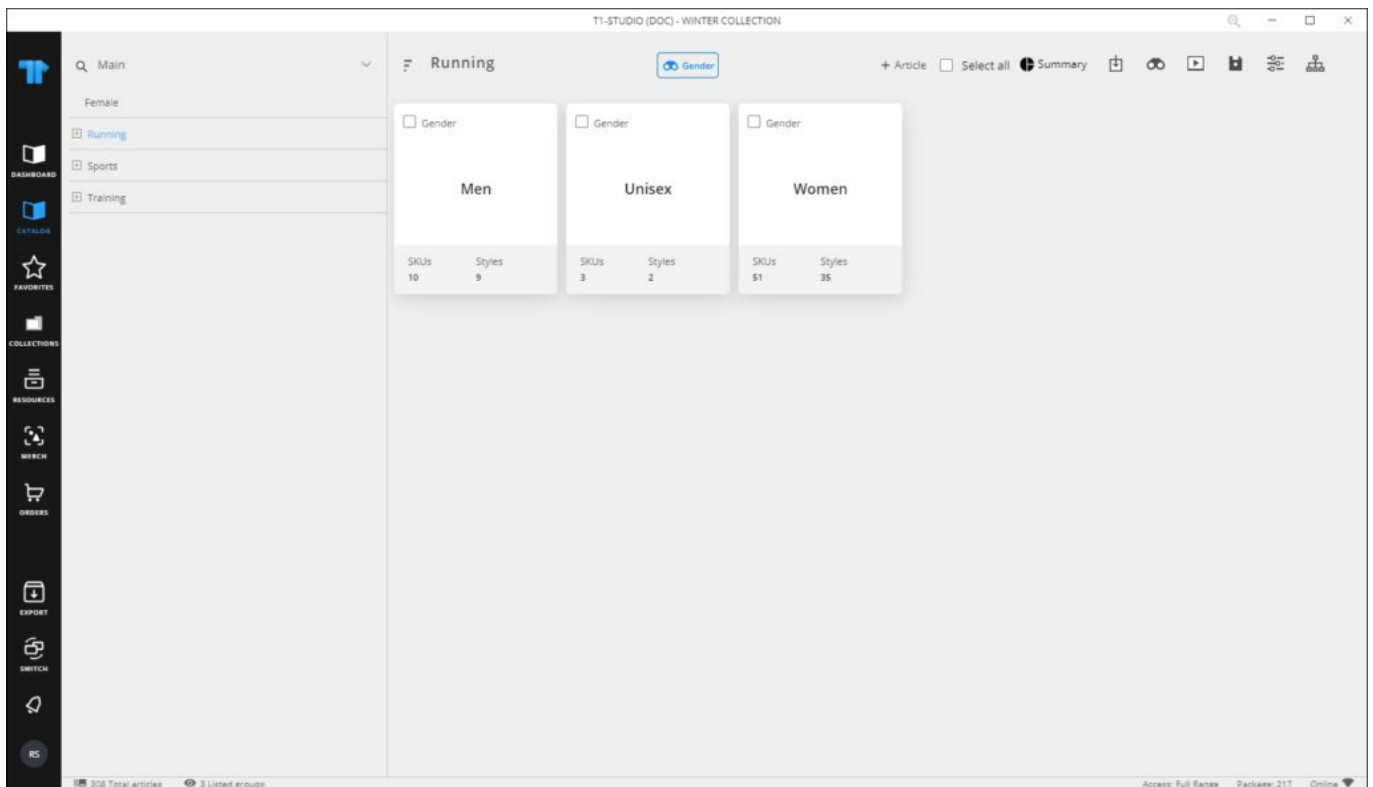 T1-STUDIO (DOC) - WINTER COLLECTION
Main
Female
Running
Sports
Training
Running
Gender
+ Article Select all Summary
Gender
Men
SKUs Styles
10 9
Gender
Unisex
SKUs Styles
3 2
Gender
Women
SKUs Styles
51 35
DASHBOARD
CATALOG
FAVORITES
COLLECTIONS
RESOURCES
MERCH
ORDERS
EXPORT
SWITCH
RS
308 Total articles 3 Listed groups
Access: Full Range Package: 217 Online